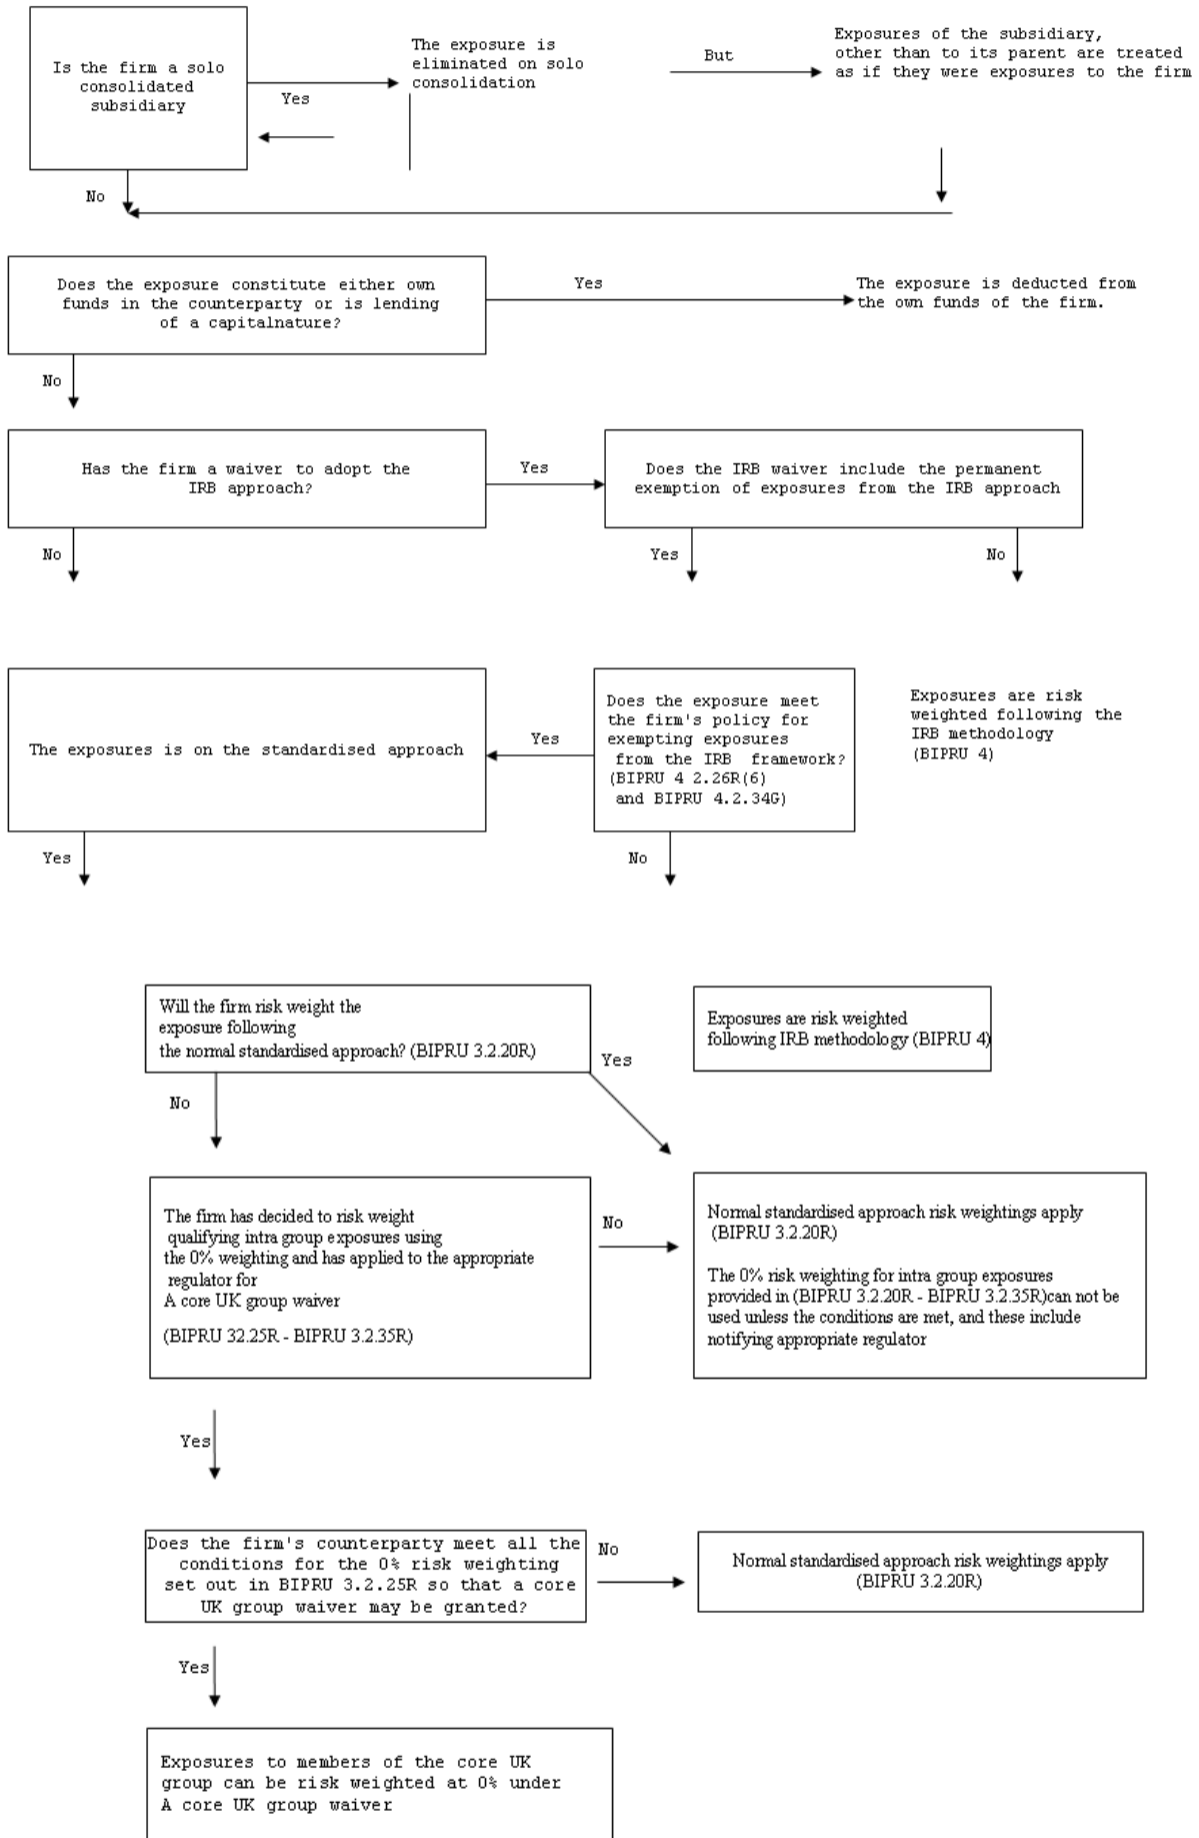 Is the firm a solo
consolidated
subsidiary
Yes
The exposure is
eliminated on solo
consolidation
But
Exposures of the subsidiary,
other than to its parent are treated
as if they were exposures to the firm
No
Does the exposure constitute either own
funds in the counterparty or is lending
of a capitalnature?
Yes
The exposure is deducted from
the own funds of the firm.
No
Has the firm a waiver to adopt the
IRB approach?
Yes
Does the IRB waiver include the permanent
exemption of exposures from the IRB approach
No
Yes
No
The exposures is on the standardised approach
Yes
Does the exposure meet
the firm's policy for
exempting exposures
from the IRB framework?
(BIPRU 4 2.26R(6)
and BIPRU 4.2.34G)
Exposures are risk
weighted following the
IRB methodology
(BIPRU 4)
Yes
No
Will the firm risk weight the
exposure following
the normal standardised approach? (BIPRU 3.2.20R)
Yes
Exposures are risk weighted
following IRB methodology (BIPRU 4)
No
The firm has decided to risk weight
qualifying intra group exposures using
the 0% weighting and has applied to the appropriate
regulator for
A core UK group waiver
(BIPRU 32.25R - BIPRU 3.2.35R)
No
Normal standardised approach risk weightings apply
(BIPRU 3.2.20R)
The 0% risk weighting for intra group exposures
provided in (BIPRU 3.2.20R - BIPRU 3.2.35R)can not be
used unless the conditions are met, and these include
notifying appropriate regulator
Yes
Does the firm's counterparty meet all the
conditions for the 0% risk weighting
set out in BIPRU 3.2.25R so that a core
UK group waiver may be granted?
No
Normal standardised approach risk weightings apply
(BIPRU 3.2.20R)
Yes
Exposures to members of the core UK
group can be risk weighted at 0% under
A core UK group waiver